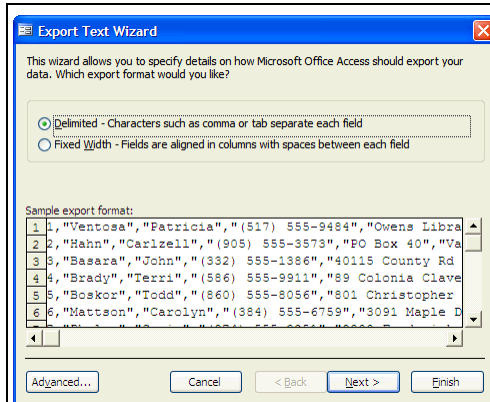 Export Text Wizard
This wizard allows you to specify details on how Microsoft Office Access should export your
data. Which export format would you like?
Delimited - Characters such as comma or tab separate each field
Fixed Width - Fields are aligned in columns with spaces between each field
Sample export format:
1 1,"Ventosa","Patricia","(517) 555-9484","Owens Libra
2 2,"Hahn","Carlzell","(905) 555-3573","PO Box 40","Va
3 3,"Basara","John","(332) 555-1386","40115 County Rd
4 4,"Brady","Terri","(586) 555-9911","89 Colonia Clave
5 5,"Boskor","Todd","(860) 555-8056","801 Christopher
6 6,"Mattson","Carolyn","(384) 555-6759","3091 Maple D
Advanced... Cancel < Back Next > Finish